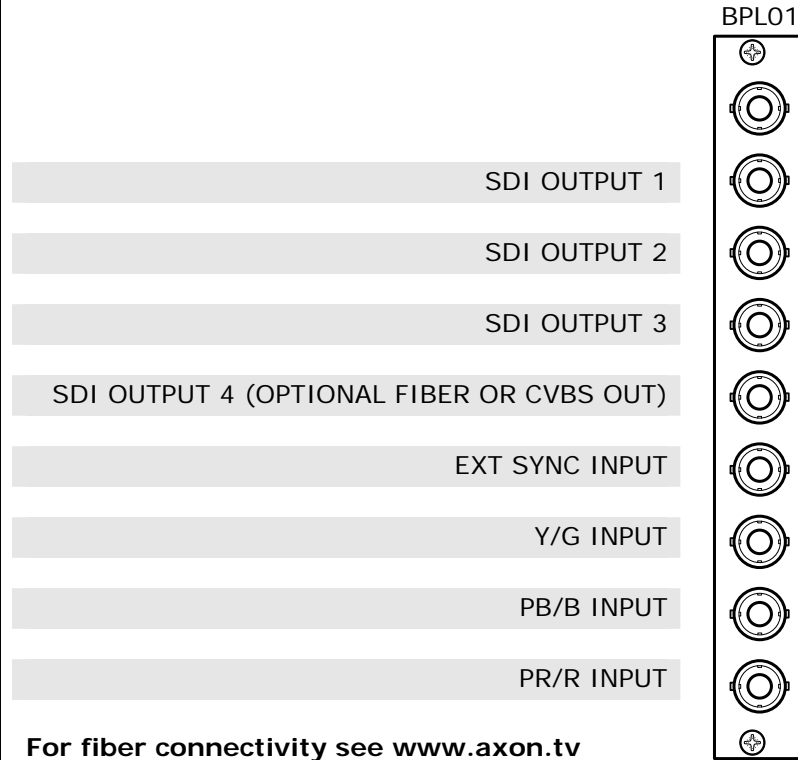 BPL01
SDI OUTPUT 1
SDI OUTPUT 2
SDI OUTPUT 3
SDI OUTPUT 4 (OPTIONAL FIBER OR CVBS OUT)
EXT SYNC INPUT
Y/G INPUT
PB/B INPUT
PR/R INPUT
For fiber connectivity see www.axon.tv